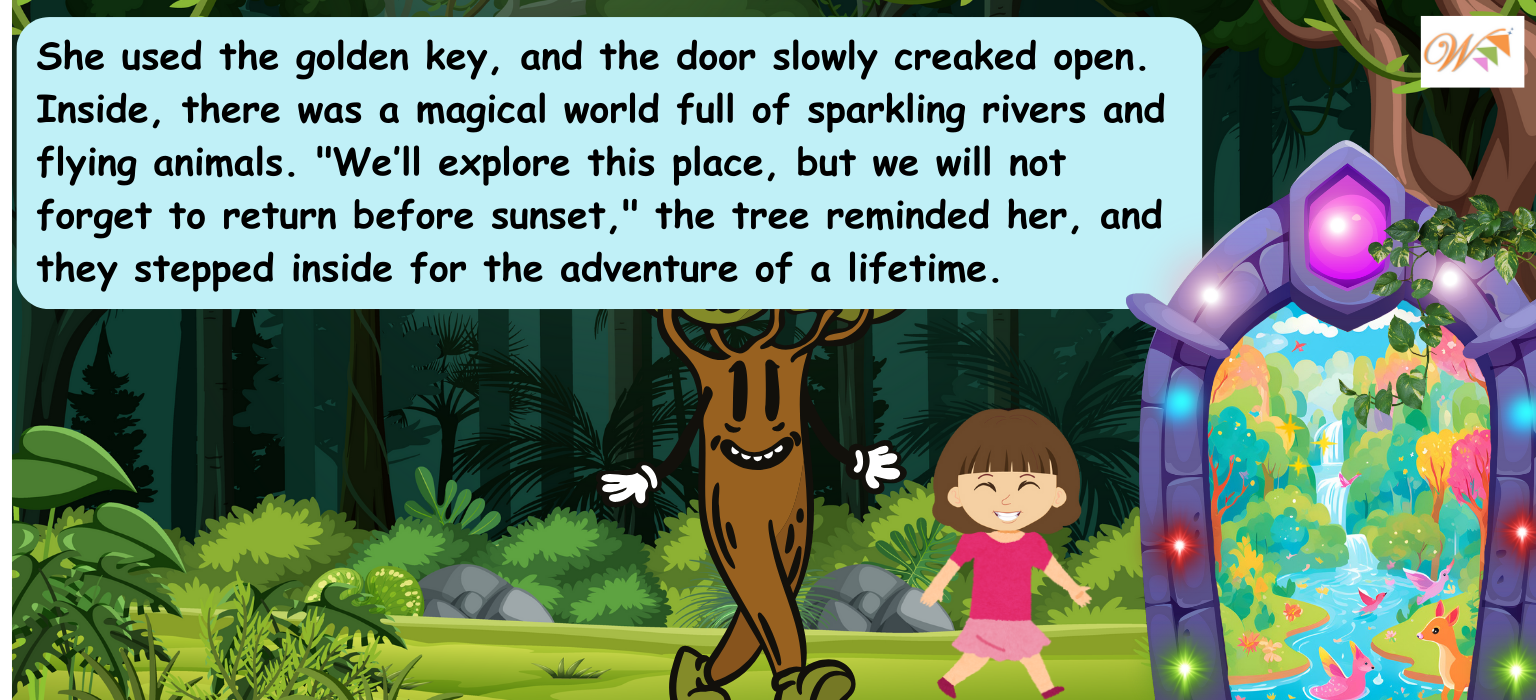 She used the golden key, and the door slowly creaked open.
Inside, there was a magical world full of sparkling rivers and
flying animals. "We'll explore this place, but we will not
forget to return before sunset," the tree reminded her, and
they stepped inside for the adventure of a lifetime.
W